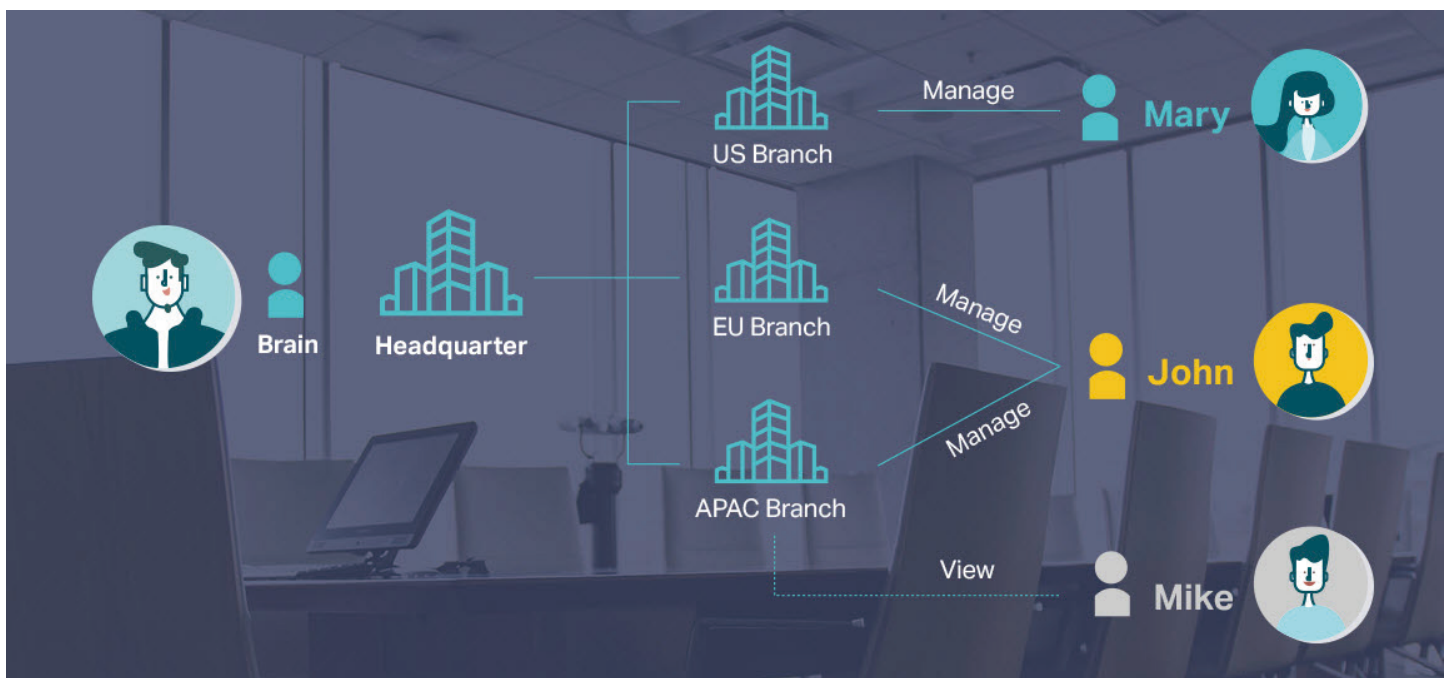 US Branch
Manage
Mary
Brain
Headquarter
EU Branch
Manage
John
Manage
APAC Branch
View
Mike